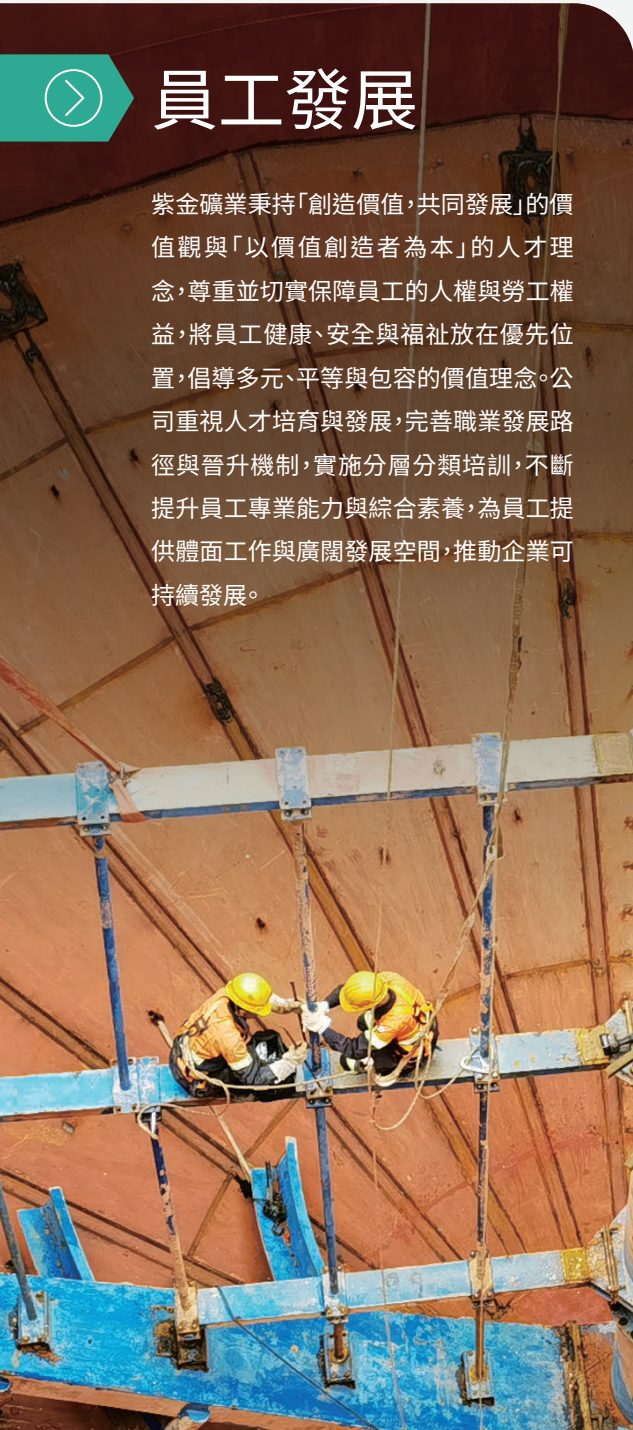 員工發展
紫金礦業秉持「創造價值，共同發展」的價
值觀與「以價值創造者為本」的人才理
念，尊重並切實保障員工的人權與勞工權
益，將員工健康、安全與福祉放在優先位
置，倡導多元、平等與包容的價值理念。公
司重視人才培育與發展，完善職業發展路
徑與晉升機制，實施分層分類培訓，不斷
提升員工專業能力與綜合素養，為員工提
供體面工作與廣闊發展空間，推動企業可
持續發展。